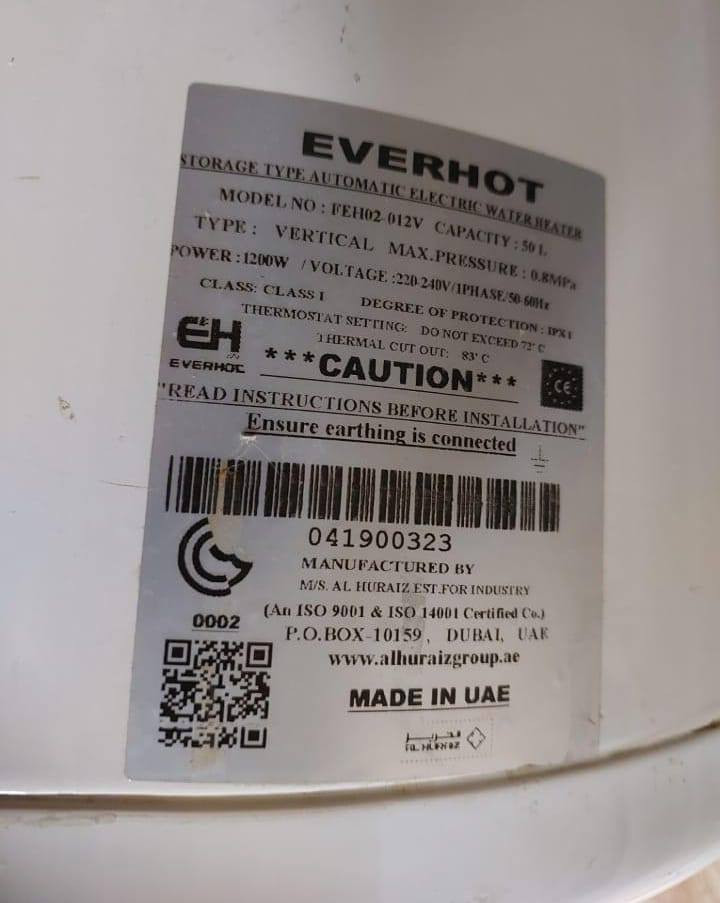 EVERHOT
STORAGE TYPE AUTOMATIC ELECTRIC WATER HEATER
MODEL NO : FEH02-012V CAPACITY : 50 L
TYPE : VERTICAL MAX.PRESSURE : 0.8MPa
POWER : 1200W / VOLTAGE :220-240V/1PHASE/50-60Hz
CLASS: CLASS I DEGREE OF PROTECTION : IPX1
THERMOSTAT SETTING: DO NOT EXCEED 72° C
THERMAL CUT OUT: 83° C
EH
EVERHOT
***CAUTION***
CE
"READ INSTRUCTIONS BEFORE INSTALLATION"
Ensure earthing is connected
041900323
MANUFACTURED BY
M/S. AL HURAIZ EST.FOR INDUSTRY
(An ISO 9001 & ISO 14001 Certified Co.)
0002
P.O.BOX-10159, DUBAI, UAE
www.alhuraizgroup.ae
MADE IN UAE
الحريز
AL HURAIZ